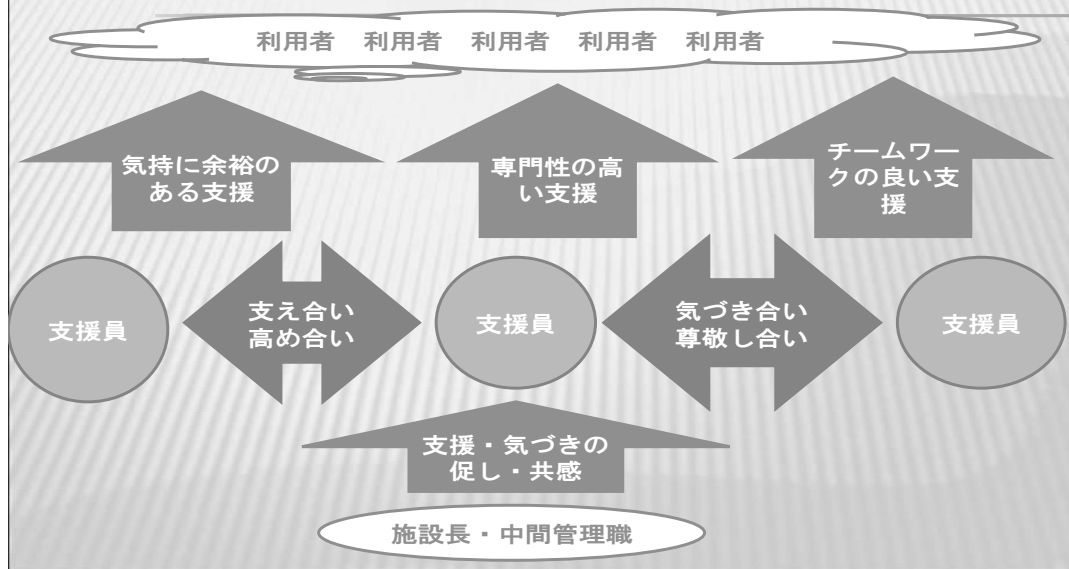 利用者 利用者 利用者 利用者 利用者
気持に余裕の
ある支援
専門性の高
い支援
チームワー
クの良い支
援
支援員
支え合い
高め合い
支援員
気づき合い
尊敬し合い
支援員
支援・気づきの
促し・共感
施設長・中間管理職